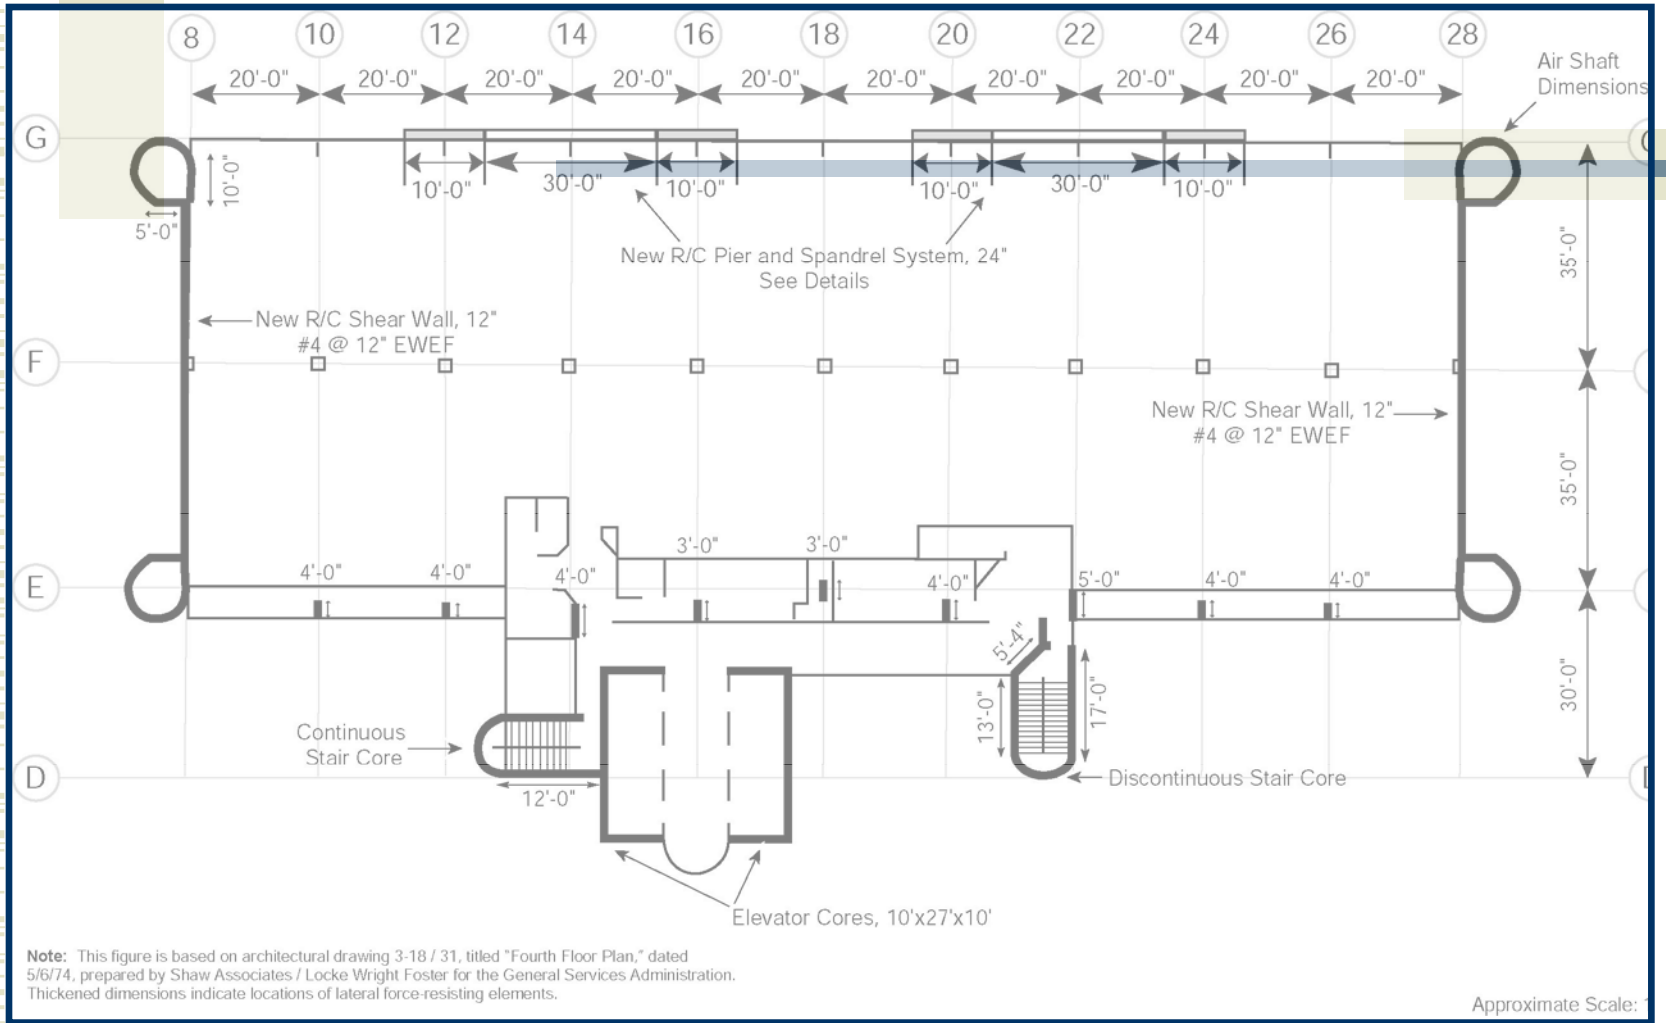 8 10 12 14 16 18 20 22 24 26 28
20'-0" 20'-0" 20'-0" 20'-0" 20'-0" 20'-0" 20'-0" 20'-0" 20'-0" 20'-0"
Air Shaft
Dimensions
G
10'-0"
5'-0"
10'-0" 30'-0" 10'-0"
10'-0" 30'-0" 10'-0"
35'-0"
New R/C Pier and Spandrel System, 24"
See Details
New R/C Shear Wall, 12"
#4 @ 12" EWEF
F
New R/C Shear Wall, 12"
#4 @ 12" EWEF
35'-0"
3'-0" 3'-0"
E
4'-0" 4'-0" 4'-0" 4'-0" 5'-0" 4'-0" 4'-0"
5'-4"
13'-0"
17'-0"
30'-0"
Continuous
Stair Core
D
12'-0"
Discontinuous Stair Core
Elevator Cores, 10'x27'x10'
Note: This figure is based on architectural drawing 3-18 / 31, titled "Fourth Floor Plan," dated
5/6/74, prepared by Shaw Associates / Locke Wright Foster for the General Services Administration.
Thickened dimensions indicate locations of lateral force-resisting elements.
Approximate Scale: